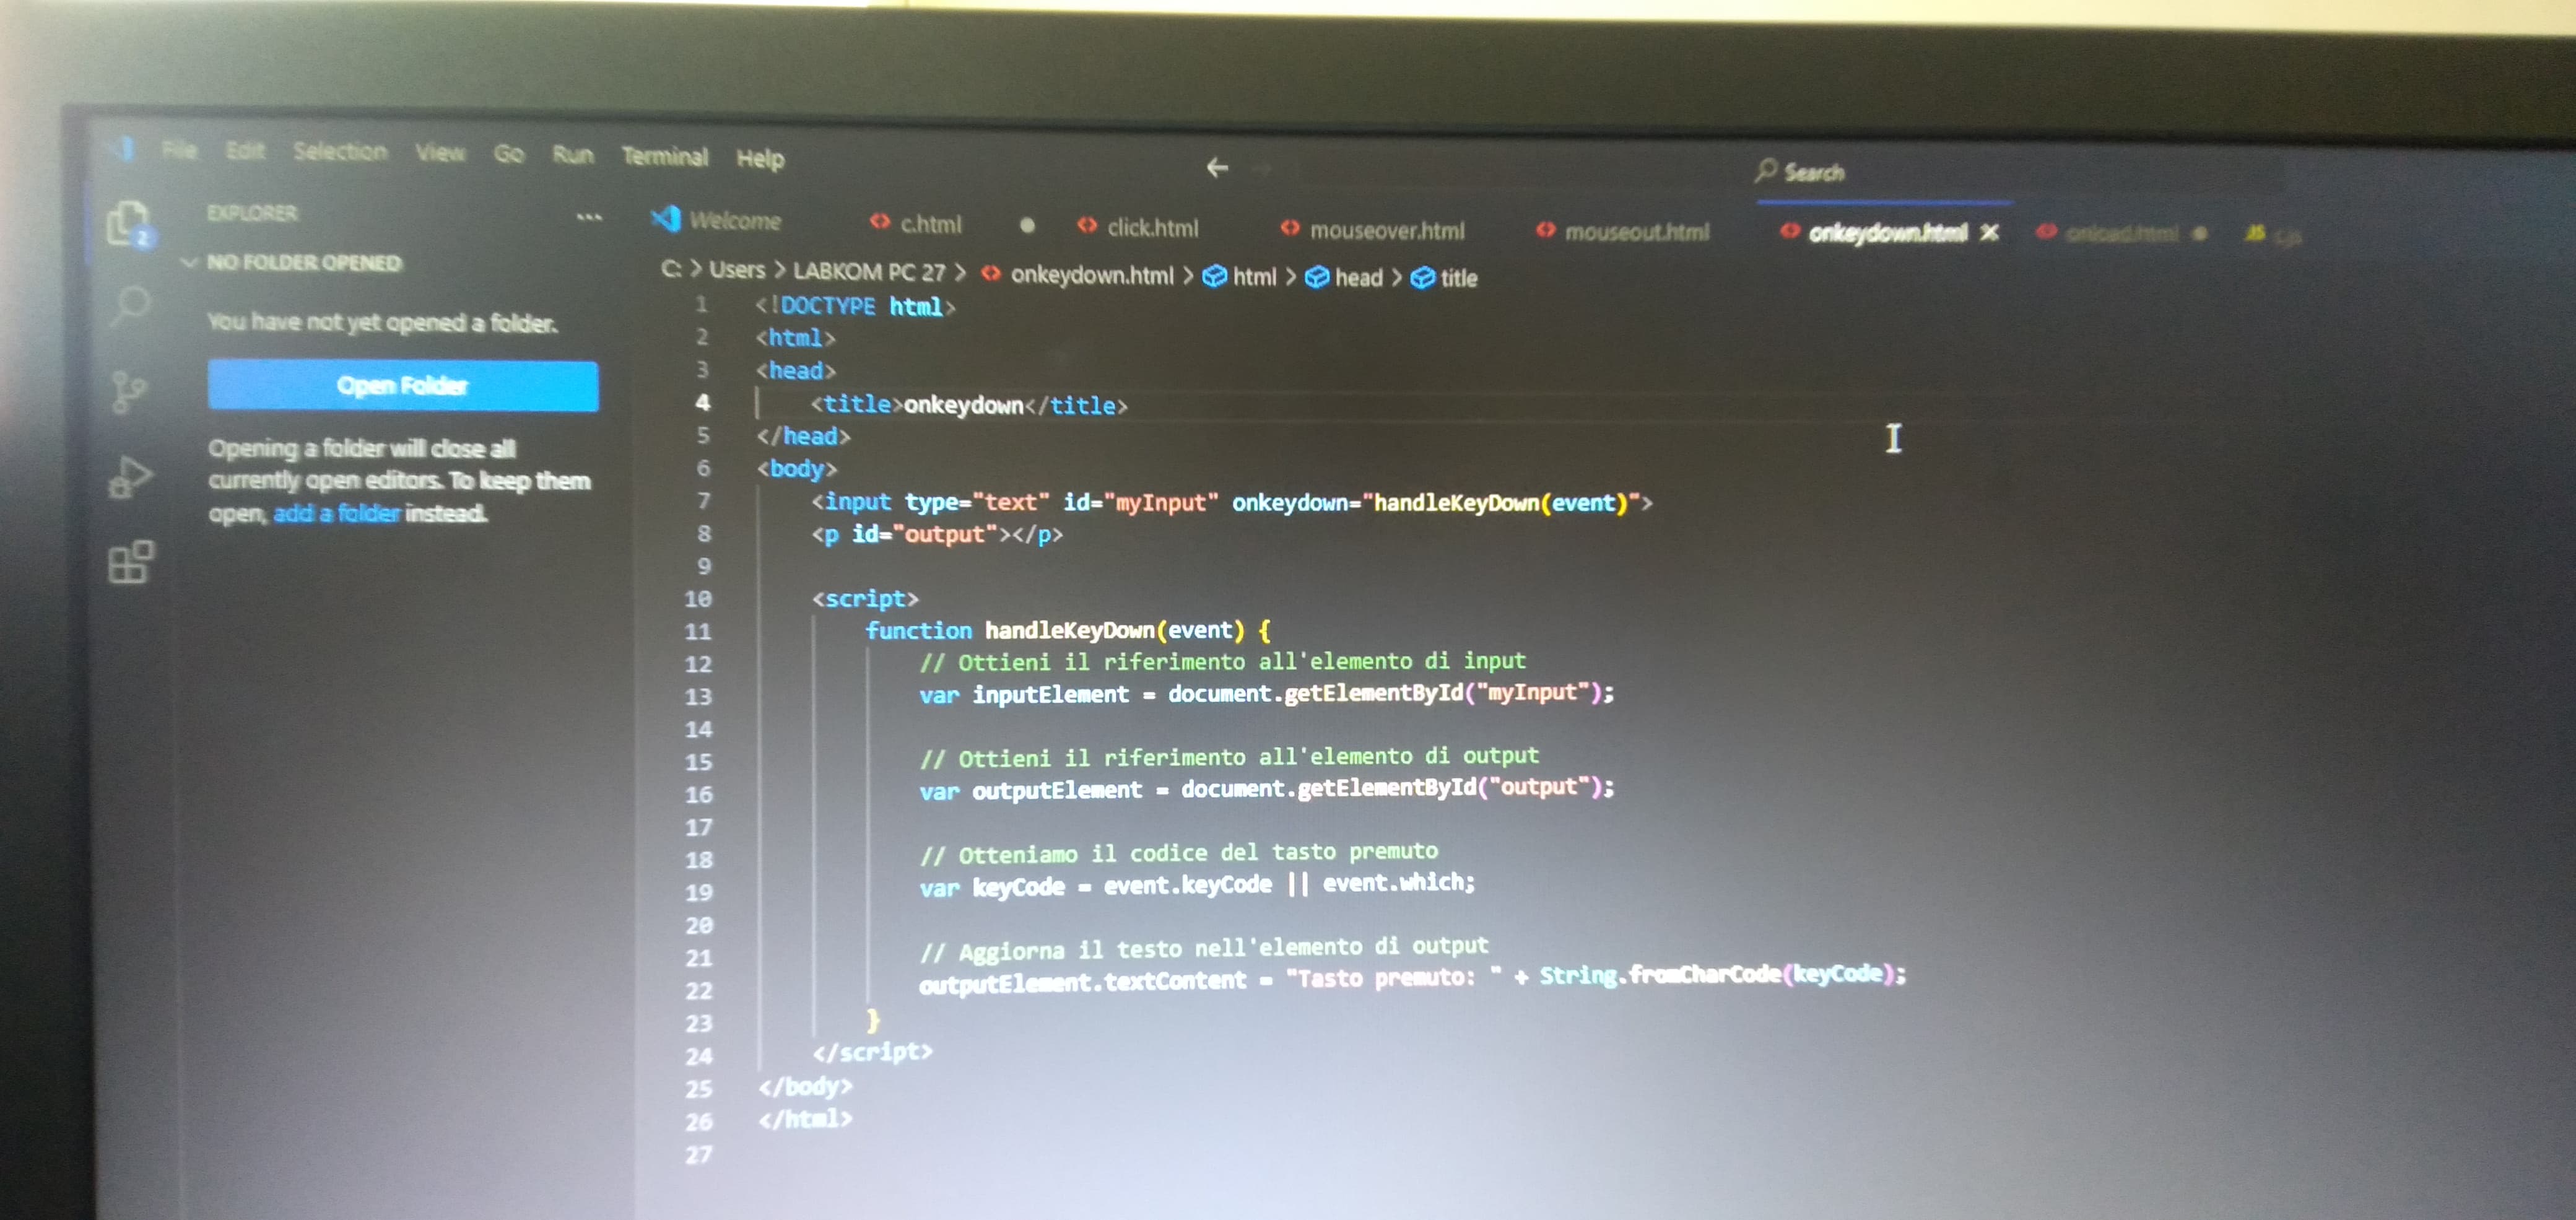 File Edit Selection View Go Run Terminal Help
Search
EXPLORER
NO FOLDER OPENED
You have not yet opened a folder.
Open Folder
Opening a folder will close all
currently open editors. To keep them
open, add a folder instead.
2
Welcome c.html click.html mouseover.html mouseout.html onkeydown.html onload.html JS
C: > Users > LABKOM PC 27 > onkeydown.html > html > head > title
1 <!DOCTYPE html>
2 <html>
3 <head>
4 <title>onkeydown</title>
5 </head>
6 <body>
7 <input type="text" id="myInput" onkeydown="handleKeyDown(event)">
8 <p id="output"></p>
9
10 <script>
11 function handleKeyDown(event) {
12 // Ottieni il riferimento all'elemento di input
13 var inputElement = document.getElementById("myInput");
14
15 // Ottieni il riferimento all'elemento di output
16 var outputElement = document.getElementById("output");
17
18 // Otteniamo il codice del tasto premuto
19 var keyCode = event.keyCode || event.which;
20
21 // Aggiorna il testo nell'elemento di output
22 outputElement.textContent = "Tasto premuto: " + String.fromCharCode(keyCode);
23 }
24 </script>
25 </body>
26 </html>
27